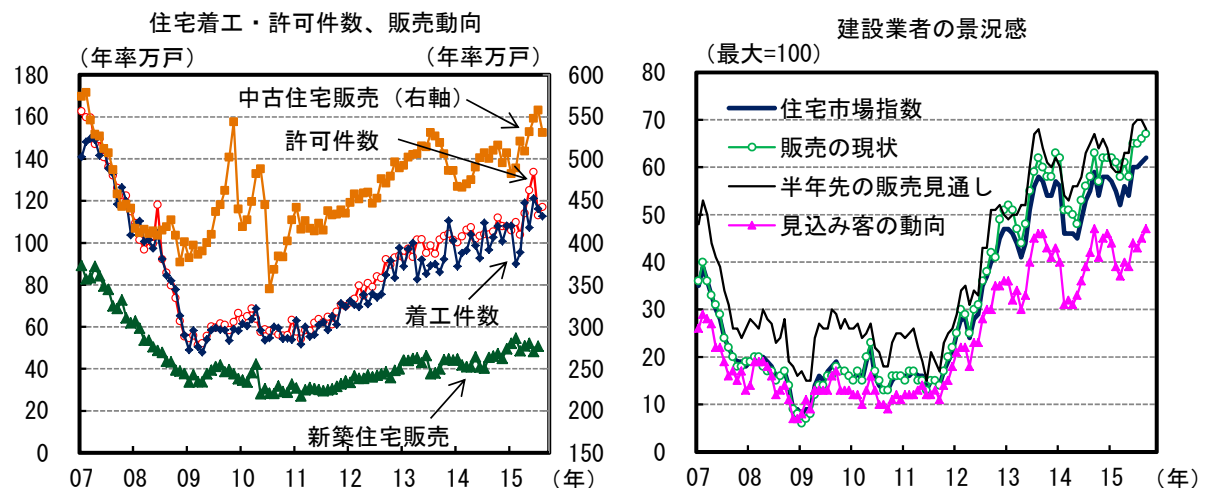 住宅着工・許可件数、販売動向
（年率万戸）
（年率万戸）
180
160
140
120
100
80
60
40
20
0
600
550
500
450
400
350
300
250
200
150
中古住宅販売（右軸）
許可件数
着工件数
新築住宅販売
07 08 09 10 11 12 13 14 15 （年）
建設業者の景況感
（最大=100）
80
70
60
50
40
30
20
10
0
住宅市場指数
販売の現状
半年先の販売見通し
見込み客の動向
07 08 09 10 11 12 13 14 15 （年）